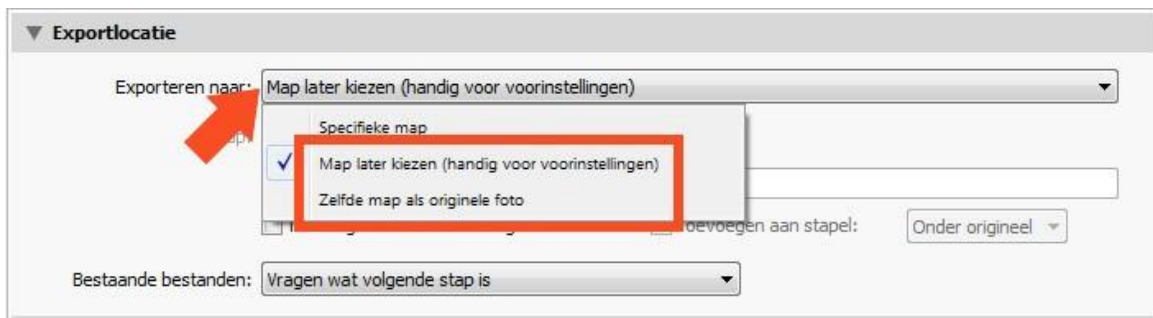 Exportlocatie
Exporteren naar: Map later kiezen (handig voor voorinstellingen)
Specifieke map
Map later kiezen (handig voor voorinstellingen)
Zelfde map als originele foto
aan stapel: Onder origineel
Bestaande bestanden: Vragen wat volgende stap is